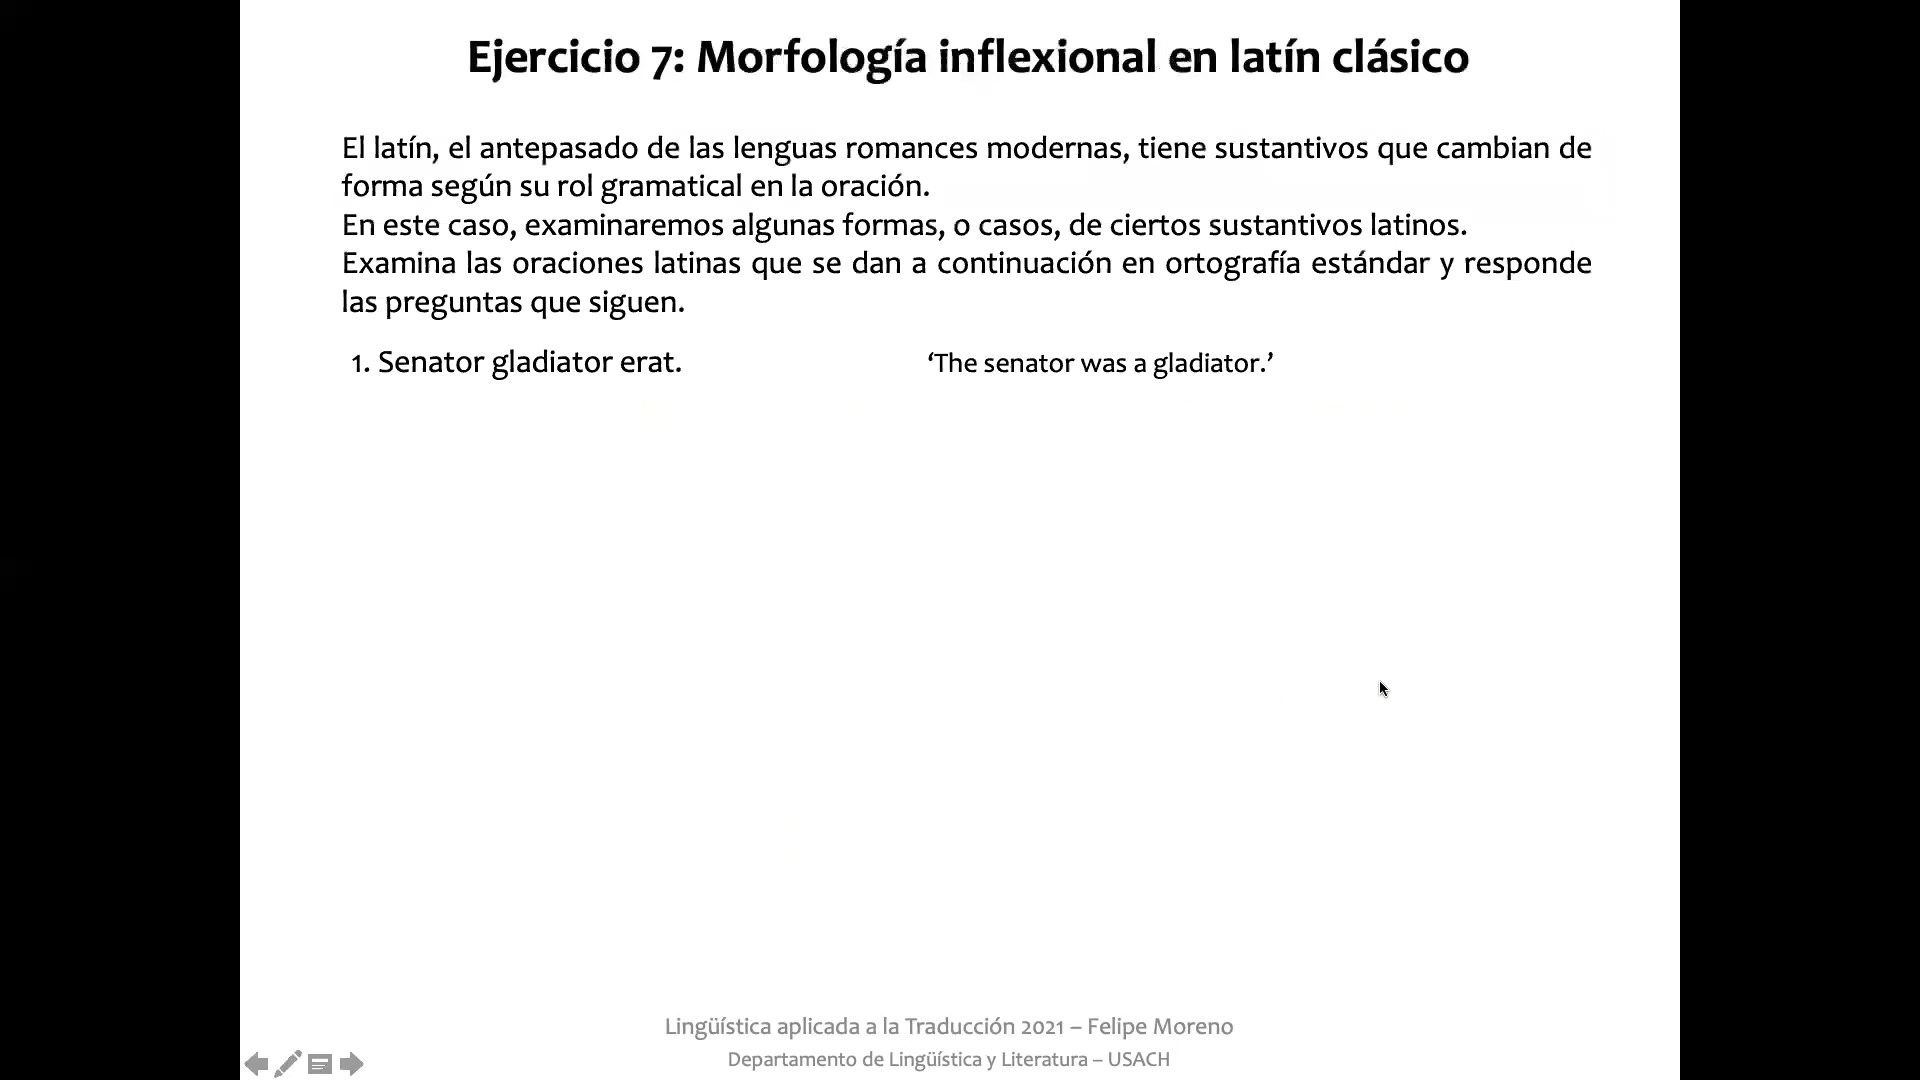 Ejercicio 7: Morfología inflexional en latín clásico
El latín, el antepasado de las lenguas romances modernas, tiene sustantivos que cambian de
forma según su rol gramatical en la oración.
En este caso, examinaremos algunas formas, o casos, de ciertos sustantivos latinos.
Examina las oraciones latinas que se dan a continuación en ortografía estándar y responde
las preguntas que siguen.
1. Senator gladiator erat. ‘The senator was a gladiator.’
Lingüística aplicada a la Traducción 2021 – Felipe Moreno
Departamento de Lingüística y Literatura – USACH